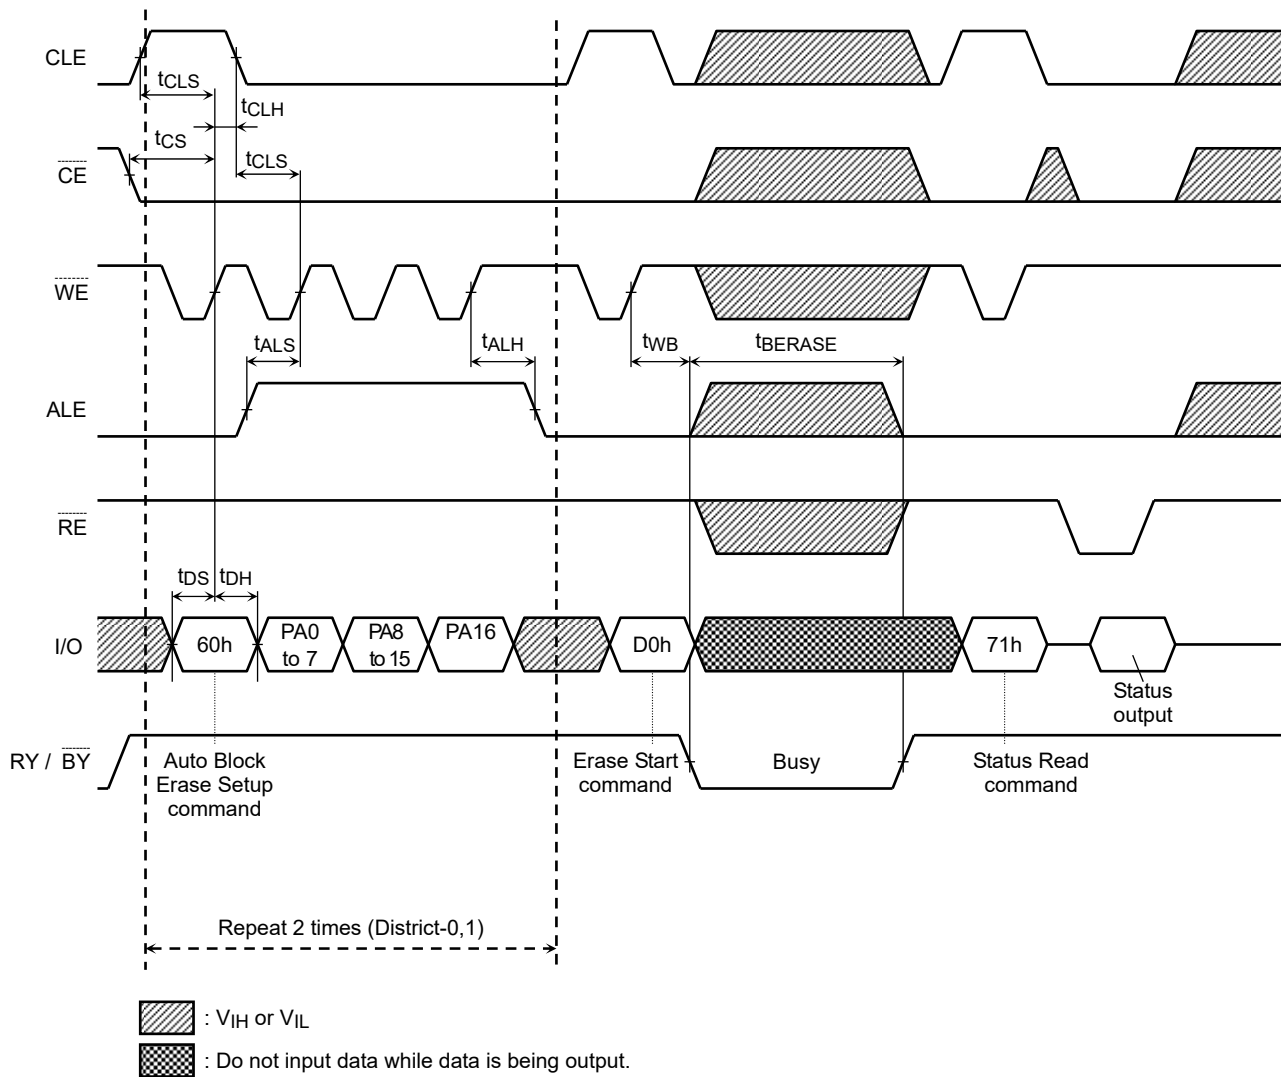 CLE
tCLS
tCLH
tCS
tCLS
CE
WE
tALS
tALH
tWB
tBERASE
ALE
RE
tDS
tDH
I/O
60h
PA0
to 7
PA8
to 15
PA16
D0h
71h
Status
output
RY / BY
Auto Block
Erase Setup
command
Erase Start
command
Busy
Status Read
command
Repeat 2 times (District-0,1)
: VIH or VIL
: Do not input data while data is being output.